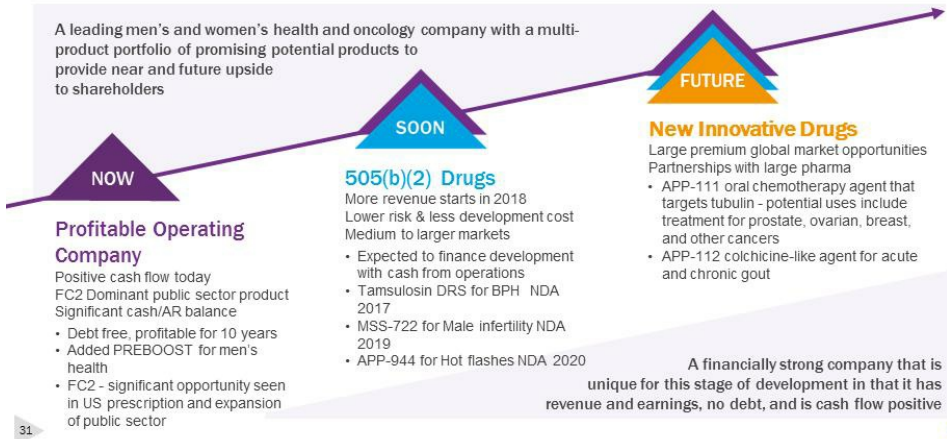 A leading men's and women's health and oncology company with a multi-
product portfolio of promising potential products to
provide near and future upside
to shareholders
NOW
Profitable Operating
Company
Positive cash flow today
FC2 Dominant public sector product
Significant cash/AR balance
• Debt free, profitable for 10 years
• Added PREBOOST for men's
health
• FC2 - significant opportunity seen
in US prescription and expansion
of public sector
SOON
505(b)(2) Drugs
More revenue starts in 2018
Lower risk & less development cost
Medium to larger markets
• Expected to finance development
with cash from operations
• Tamsulosin DRS for BPH NDA
2017
• MSS-722 for Male infertility NDA
2019
• APP-944 for Hot flashes NDA 2020
FUTURE
New Innovative Drugs
Large premium global market opportunities
Partnerships with large pharma
• APP-111 oral chemotherapy agent that
targets tubulin - potential uses include
treatment for prostate, ovarian, breast,
and other cancers
• APP-112 colchicine-like agent for acute
and chronic gout
A financially strong company that is
unique for this stage of development in that it has
revenue and earnings, no debt, and is cash flow positive
31